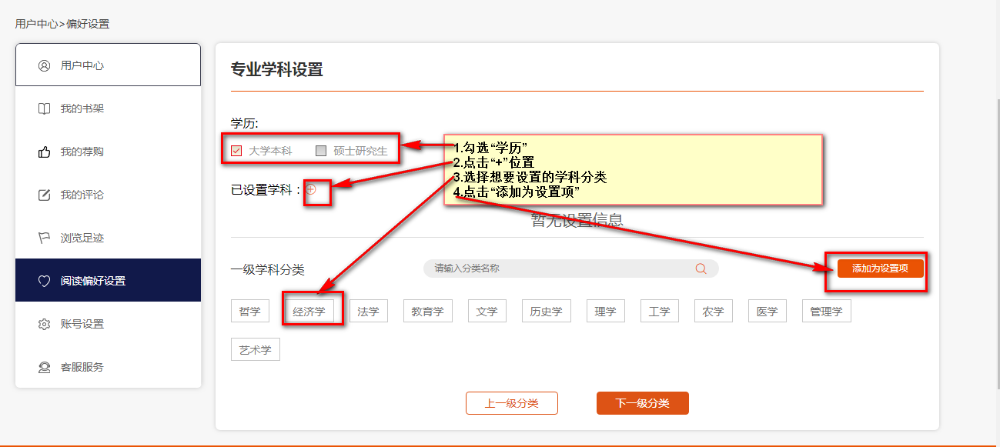 用户中心>偏好设置
用户中心
我的书架
我的荐购
我的评论
浏览足迹
阅读偏好设置
账号设置
客服服务
专业学科设置
学历:
大学本科 硕士研究生
1.勾选“学历”
2.点击“+”位置
3.选择想要设置的学科分类
4.点击“添加为设置项”
已设置学科：
暂无设置信息
一级学科分类 请输入分类名称 添加为设置项
哲学 经济学 法学 教育学 文学 历史学 理学 工学 农学 医学 管理学
艺术学
上一级分类 下一级分类